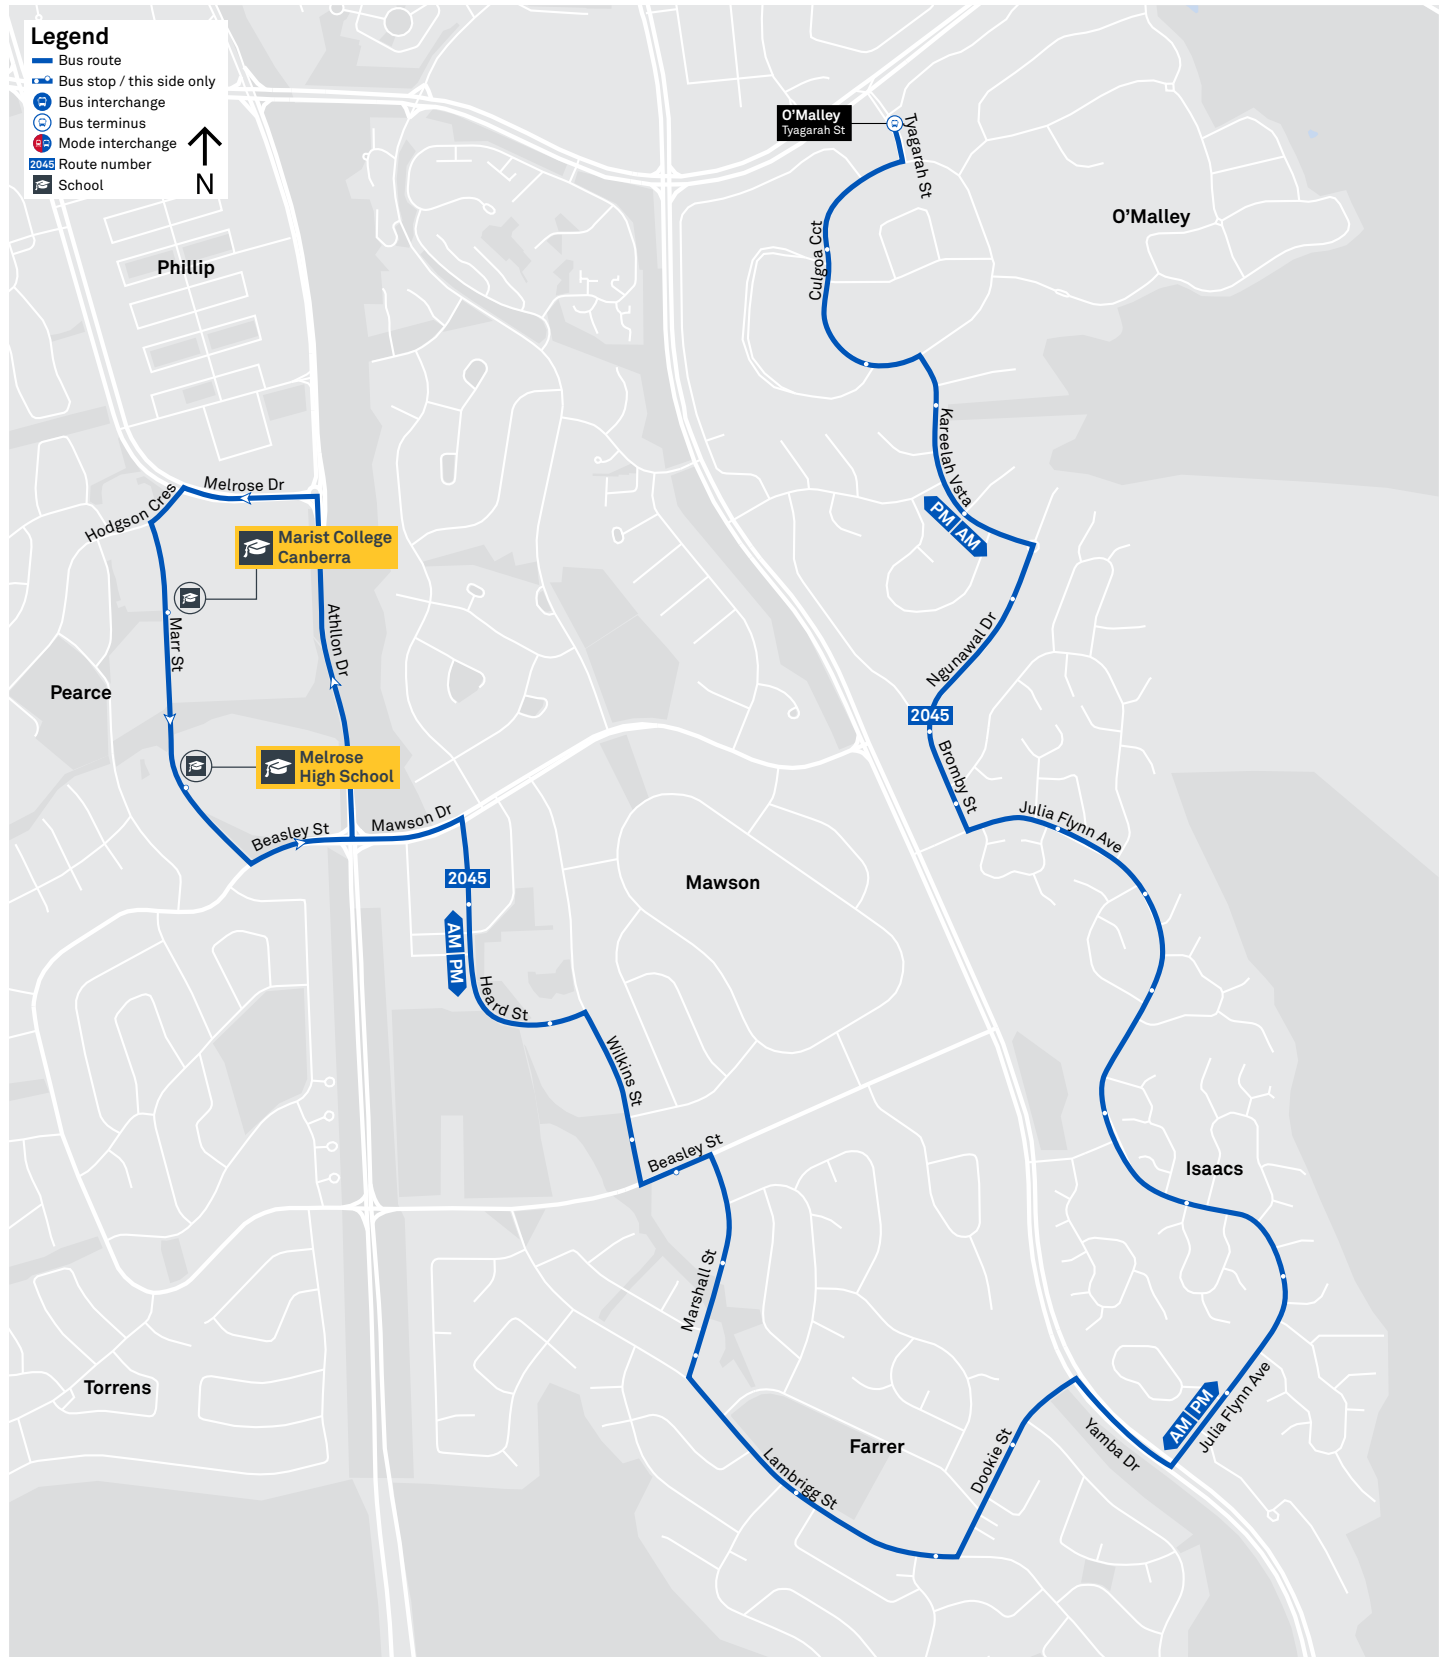 Legend
Bus route
Bus stop / this side only
Bus interchange
Bus terminus
Mode interchange
2045 Route number
School
N
O'Malley
Tyagarah St
Tyagarah St
O'Malley
Culgoa Cct
Phillip
Kareelah Vsta
Melrose Dr
Hodgson Cres
PM | AM
Marist College
Canberra
Athllon Dr
Marr St
Ngunawal Dr
Pearce
2045
Melrose
High School
Bromby St
Julia Flynn Ave
Mawson Dr
Beasley St
2045
Mawson
AM | PM
Heard St
Wilkins St
Beasley St
Isaacs
Marshall St
Torrens
AM | PM
Julia Flynn Ave
Farrer
Yamba Dr
Dookie St
Lambrigg St